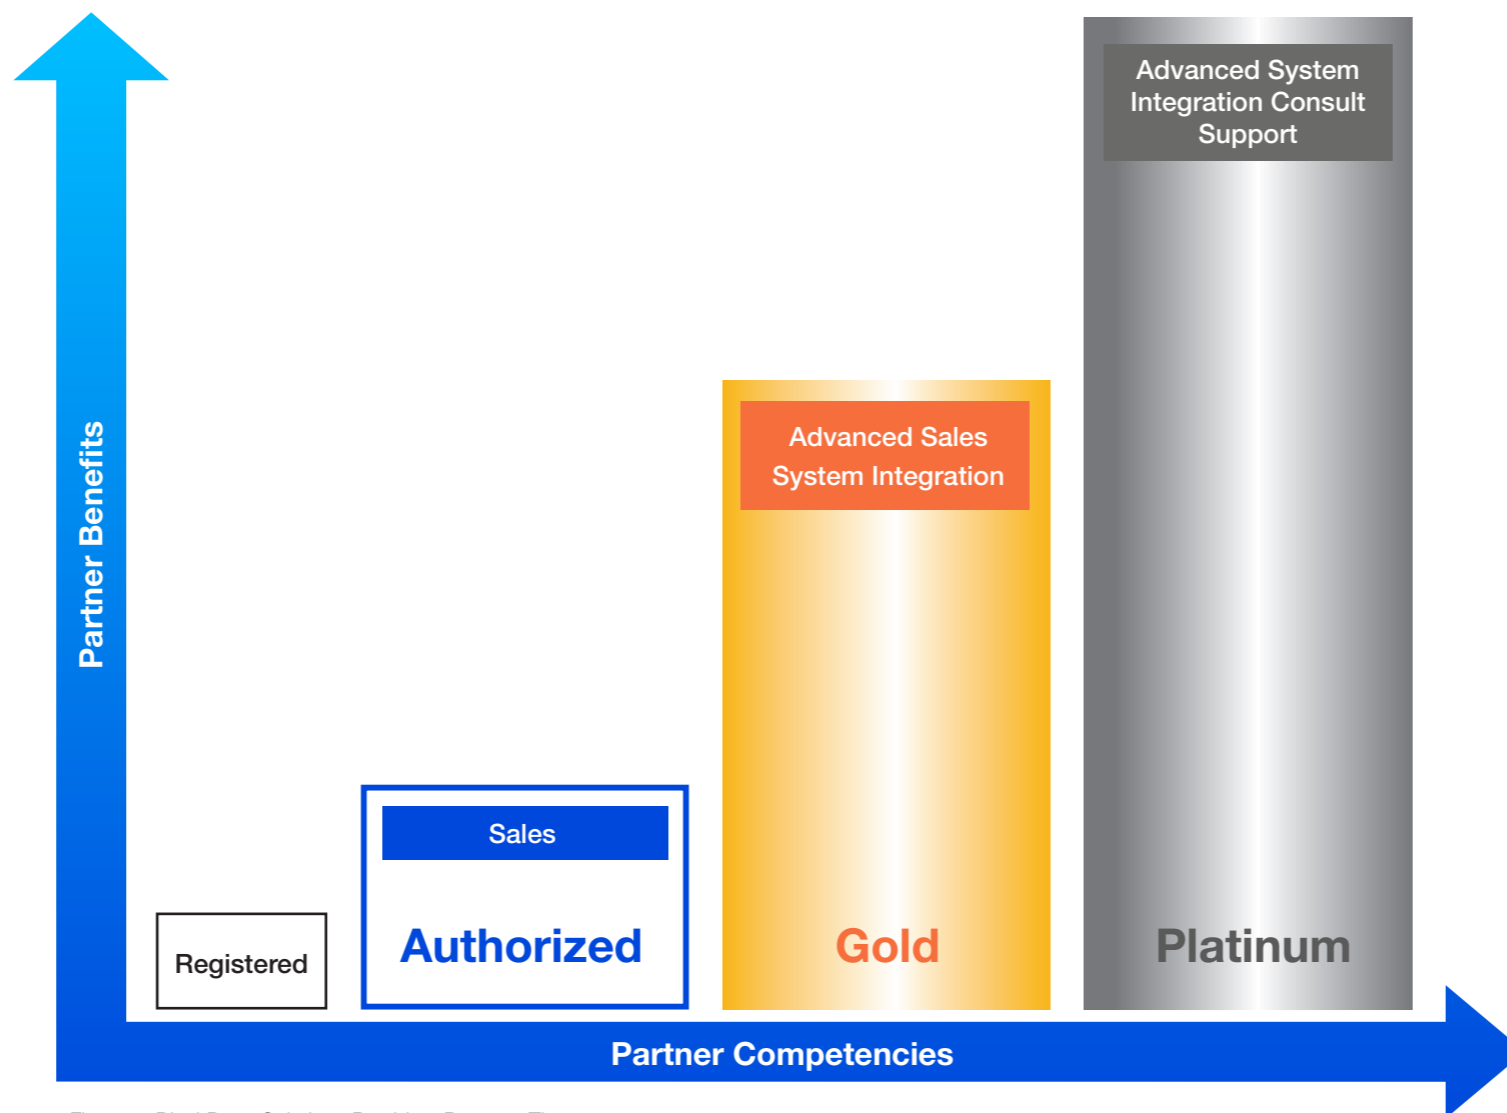 Advanced System
Integration Consult
Support
Advanced Sales
System Integration
Partner Benefits
Sales
Authorized
Gold
Platinum
Registered
Partner Competencies